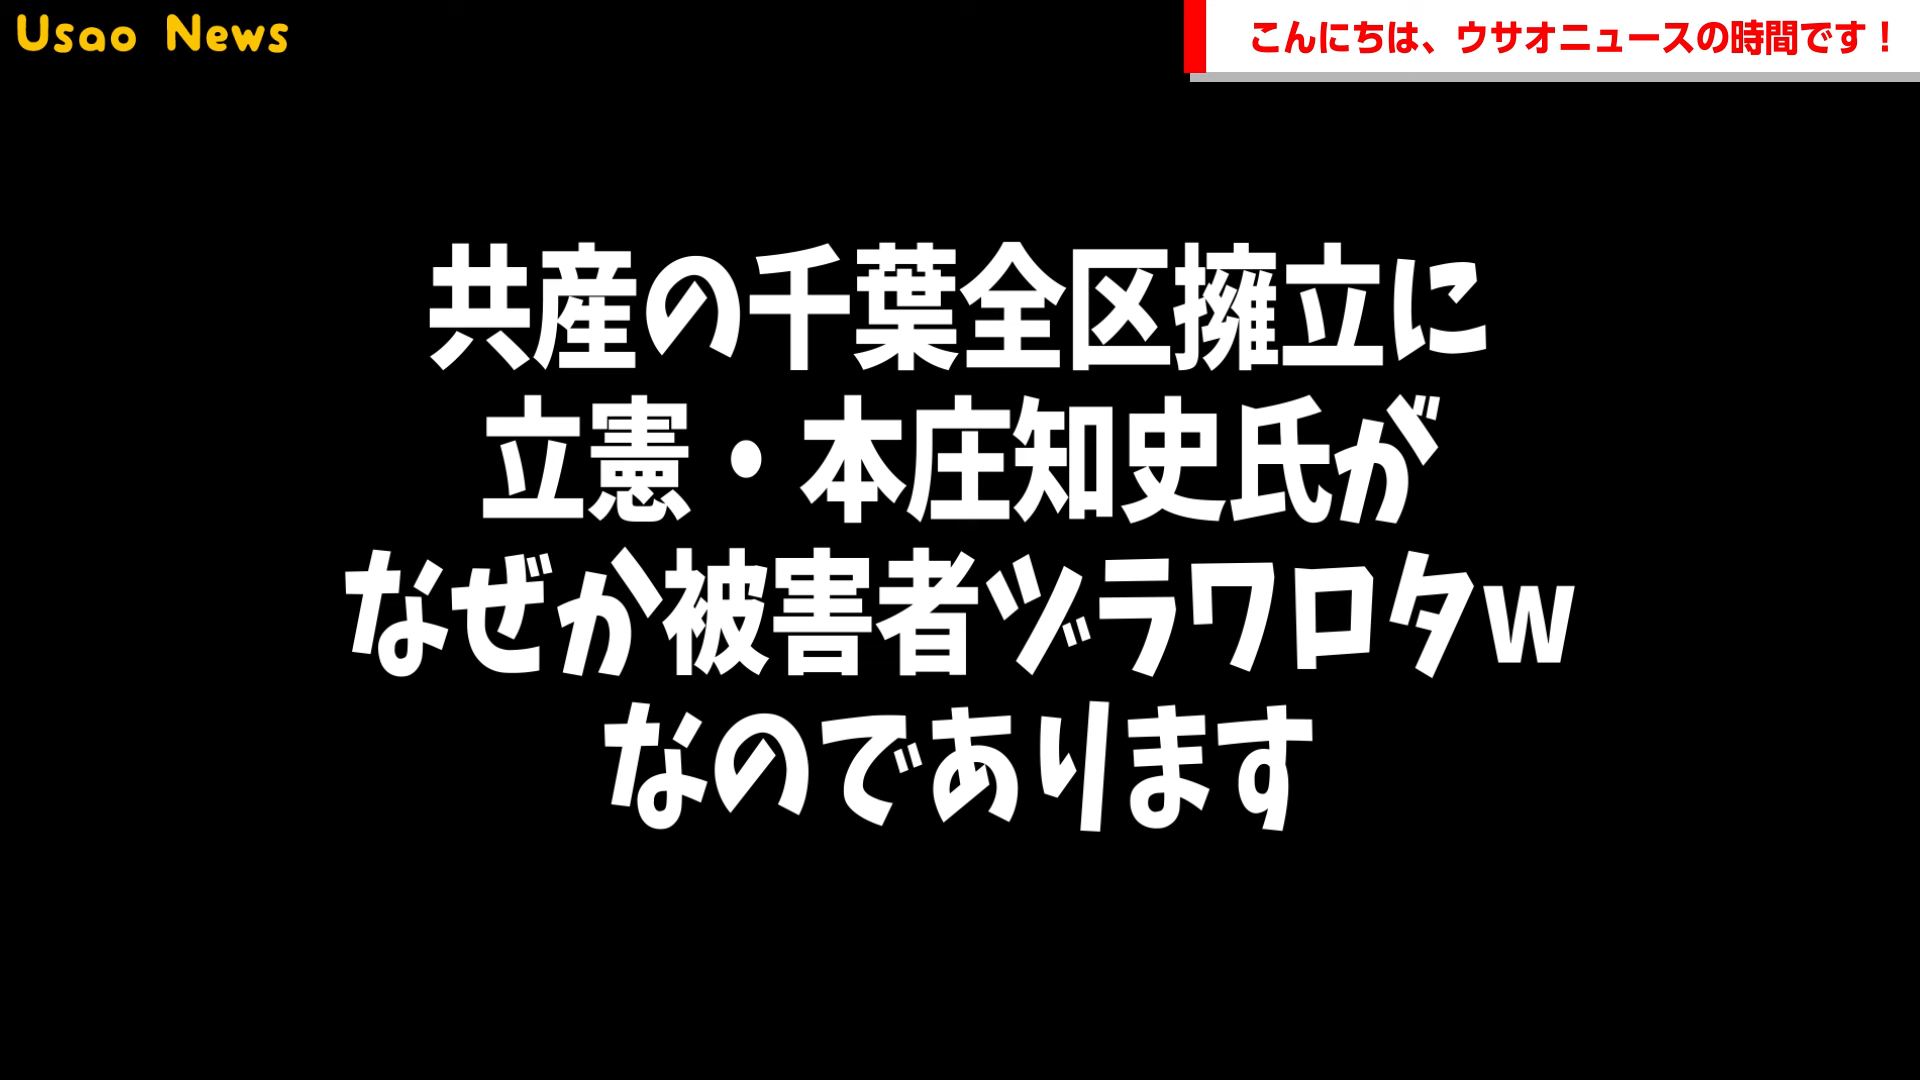 Usao News
こんにちは、ウサオニュースの時間です！
共産の千葉全区擁立に
立憲・本庄知史氏が
なぜか被害者ヅラワロタw
なのであります